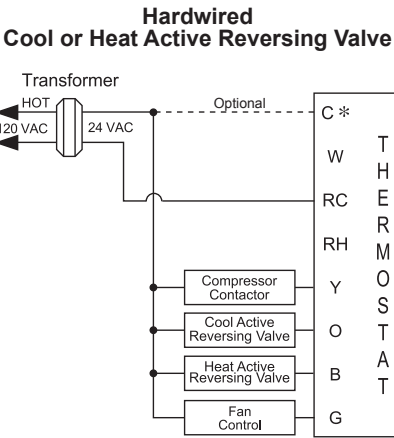 Hardwired
Cool or Heat Active Reversing Valve
Transformer
HOT
120 VAC
24 VAC
Optional
C *
W
RC
RH
Y
O
B
G
THERMOSTAT
Compressor
Contactor
Cool Active
Reversing Valve
Heat Active
Reversing Valve
Fan
Control